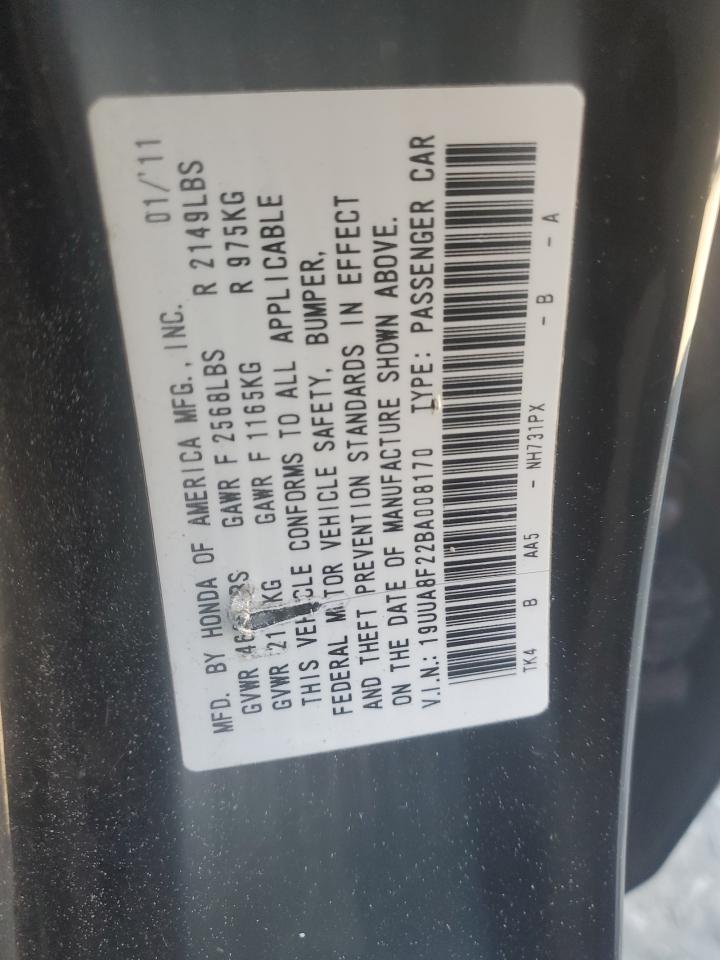 MFD. BY HONDA OF AMERICA MFG., INC. 01/'11
GVWR GAWR F 2568LBS R 2149LBS
GVWR GAWR F 1165KG R 975KG
THIS CONFORMS TO ALL APPLICABLE
FEDERAL VEHICLE SAFETY, BUMPER,
AND THEFT PREVENTION STANDARDS IN EFFECT
ON THE DATE OF MANUFACTURE SHOWN ABOVE.
V.I.N.: 19UUA8F22BA008170 TYPE: PASSENGER CAR
TK4 B AA5 - NH731PX - B - A